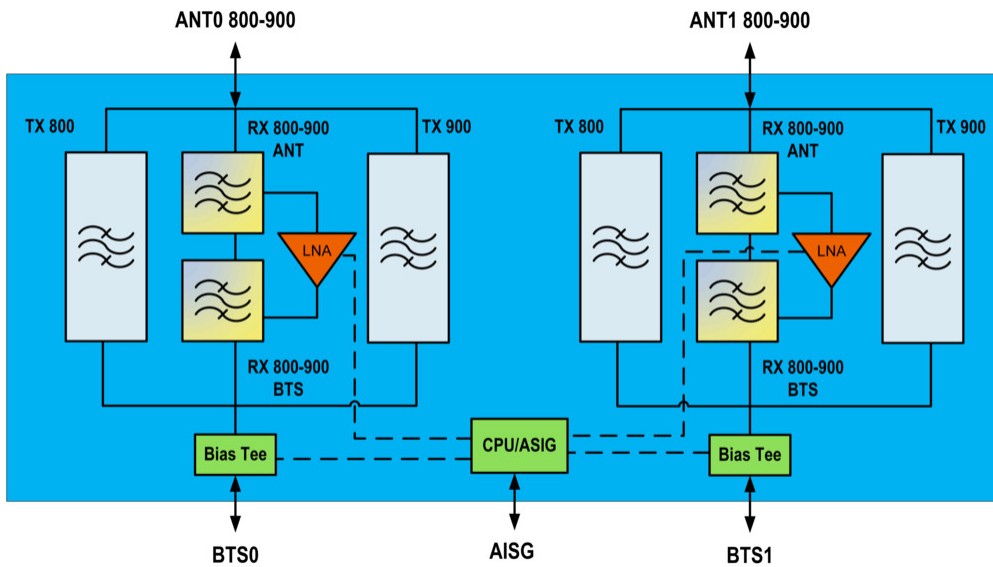 ANT0 800-900
ANT1 800-900
TX 800
RX 800-900
ANT
TX 900
TX 800
RX 800-900
ANT
TX 900
LNA
LNA
RX 800-900
BTS
RX 800-900
BTS
Bias Tee
CPU/ASIG
Bias Tee
BTS0
AISG
BTS1